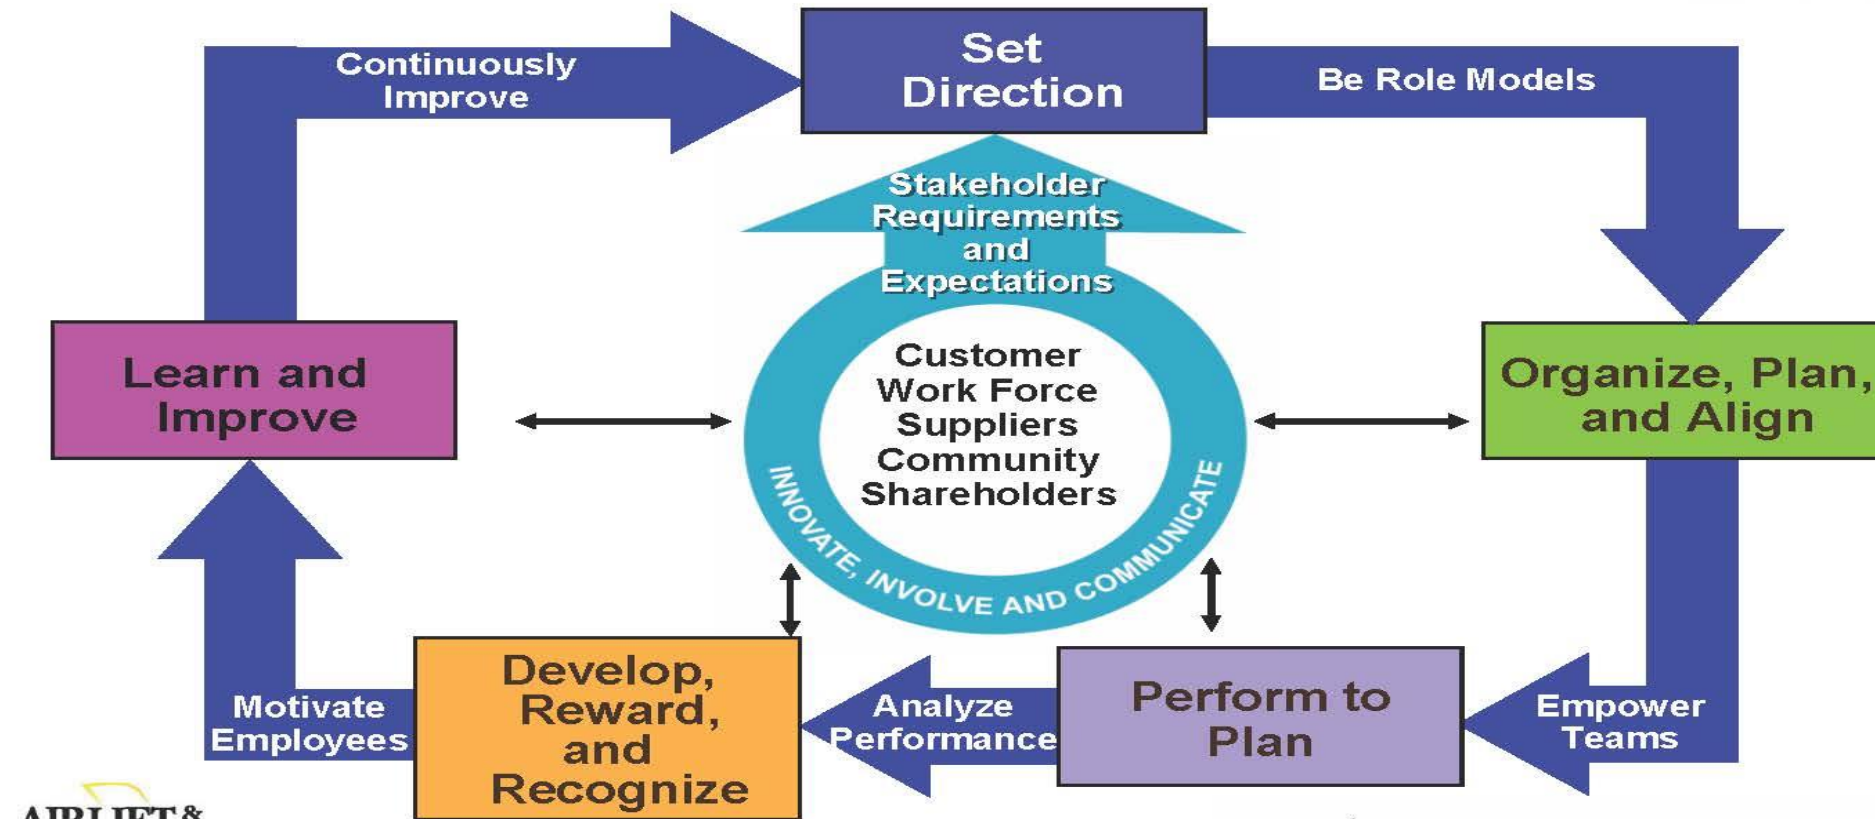 Continuously
Improve
Set
Direction
Be Role Models
Stakeholder
Requirements
and
Expectations
Learn and
Improve
Customer
Work Force
Suppliers
Community
Shareholders
Organize, Plan,
and Align
INNOVATE, INVOLVE AND COMMUNICATE
Motivate
Employees
Develop,
Reward,
and
Recognize
Analyze
Performance
Perform to
Plan
Empower
Teams
AIRLIFT &